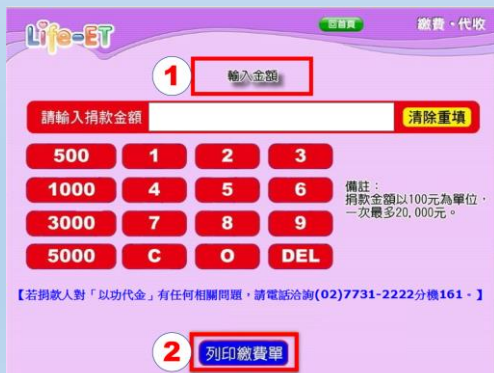 Life-ET
回首頁
繳費・代收
1
輸入金額
請輸入捐款金額
清除重填
500 1 2 3
1000 4 5 6
3000 7 8 9
5000 C O DEL
備註：
捐款金額以100元為單位，
一次最多20,000元。
【若捐款人對「以功代金」有任何相關問題，請電話洽詢(02)7731-2222分機161。】
2
列印繳費單